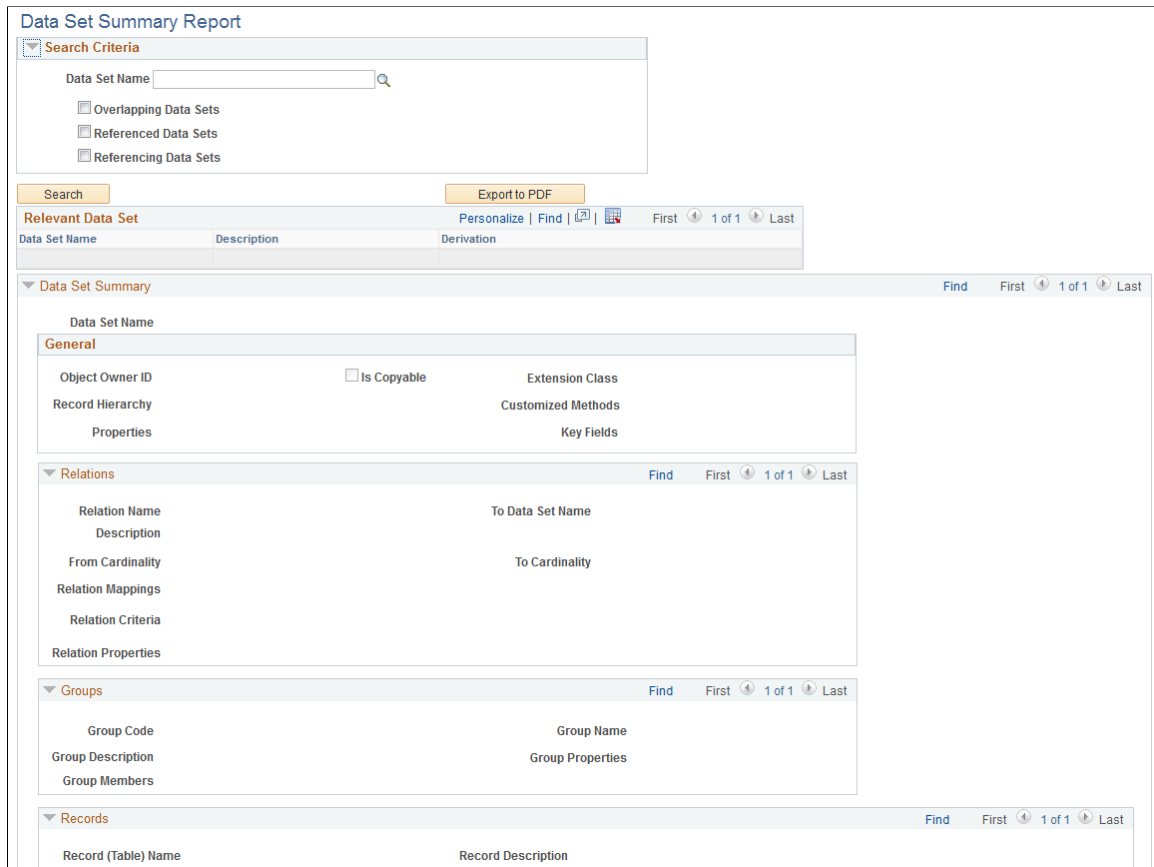 Data Set Summary Report
Search Criteria
Data Set Name
Overlapping Data Sets
Referenced Data Sets
Referencing Data Sets
Search Export to PDF
Relevant Data Set Personalize | Find | | First 1 of 1 Last
Data Set Name Description Derivation
Data Set Summary Find First 1 of 1 Last
Data Set Name
General
Object Owner ID Is Copyable Extension Class
Record Hierarchy Customized Methods
Properties Key Fields
Relations Find First 1 of 1 Last
Relation Name To Data Set Name
Description
From Cardinality To Cardinality
Relation Mappings
Relation Criteria
Relation Properties
Groups Find First 1 of 1 Last
Group Code Group Name
Group Description Group Properties
Group Members
Records Find First 1 of 1 Last
Record (Table) Name Record Description